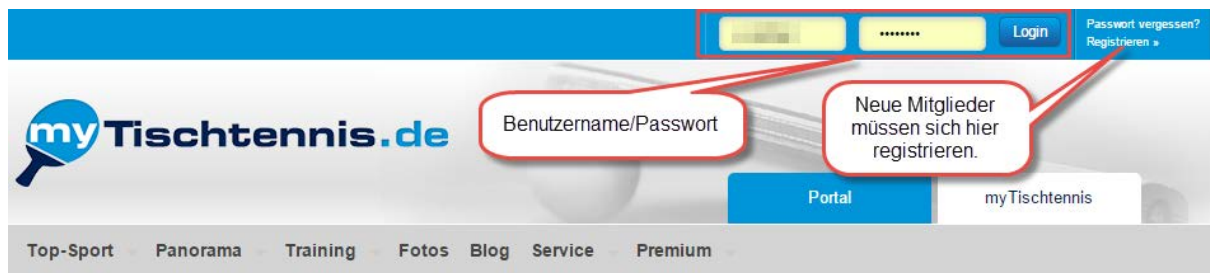 Login
Passwort vergessen?
Registrieren »
Benutzername/Passwort
Neue Mitglieder
müssen sich hier
registrieren.
myTischtennis.de
Portal
myTischtennis
Top-Sport Panorama Training Fotos Blog Service Premium